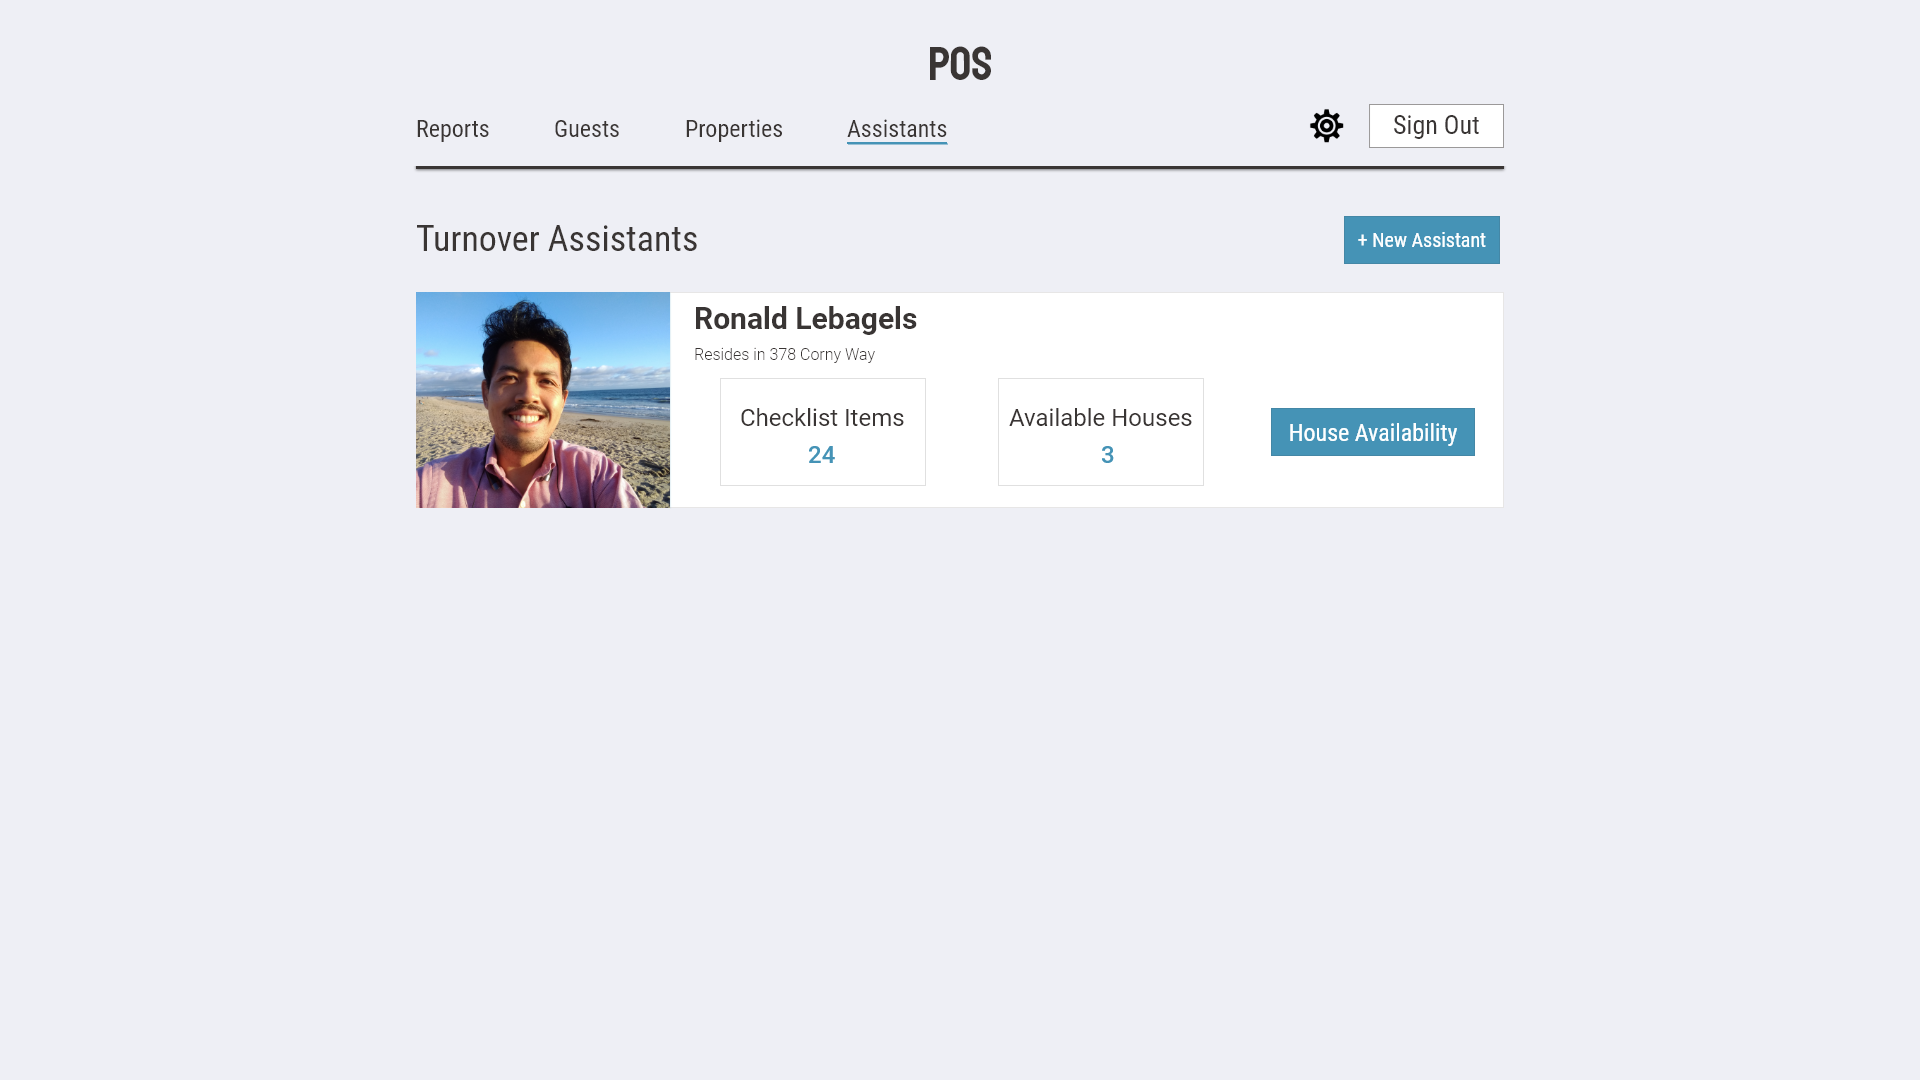 POS
Reports
Guests
Properties
Assistants
Sign Out
Turnover Assistants
+ New Assistant
Ronald Lebagels
Resides in 378 Corny Way
Checklist Items
24
Available Houses
3
House Availability